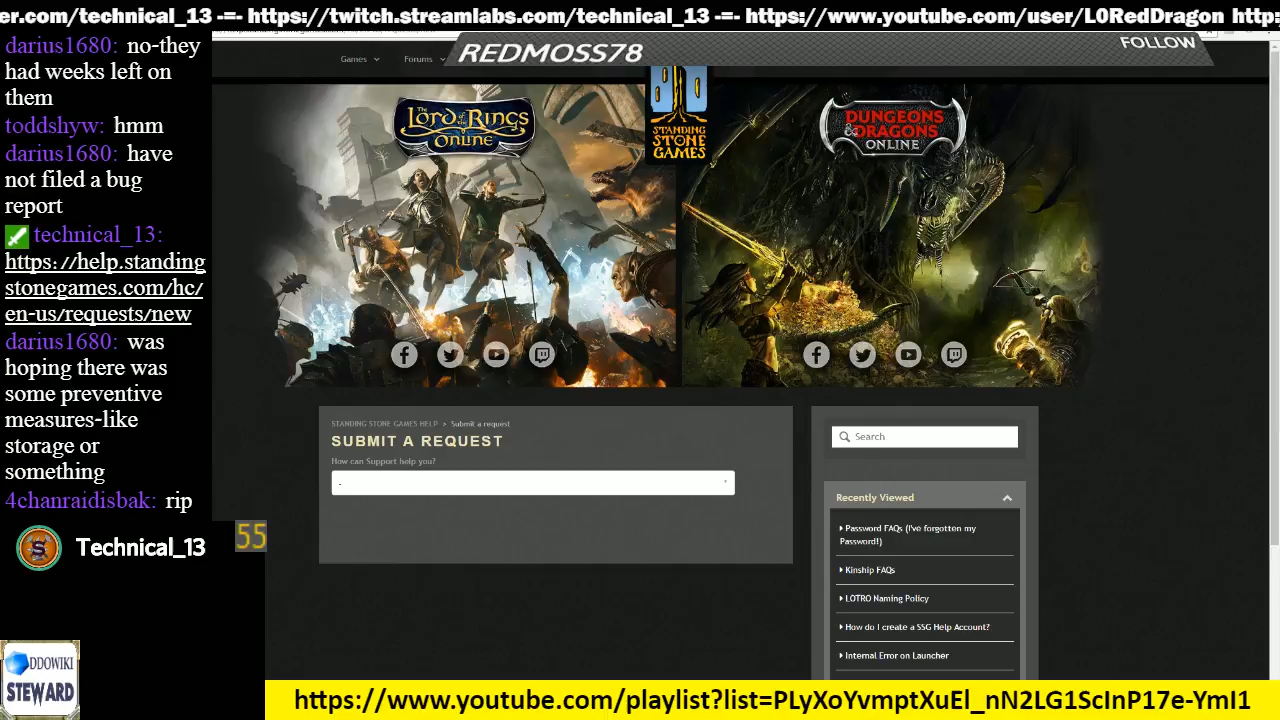 er.com/technical_13 -=- https://twitch.streamlabs.com/technical_13 -=- https://www.youtube.com/user/L0RedDragon http:
darius1680: no-they
had weeks left on
them
toddshyw: hmm
darius1680: have
not filed a bug
report
technical_13:
https://help.standing
stonegames.com/hc/
en-us/requests/new
darius1680: was
hoping there was
some preventive
measures-like
storage or
something
4chanraidisbak: rip
Technical_13
55
DDOWIKI
STEWARD
Games
Forums
REDMOSS78
FOLLOW
The
Lord of the Rings
ONLINE
STANDING
STONE
GAMES
DUNGEONS
& DRAGONS
ONLINE
STANDING STONE GAMES HELP > Submit a request
SUBMIT A REQUEST
How can Support help you?
-
Search
Recently Viewed
Password FAQs (I've forgotten my
Password!)
Kinship FAQs
LOTRO Naming Policy
How do I create a SSG Help Account?
Internal Error on Launcher
https://www.youtube.com/playlist?list=PLyXoYvmptXuEl_nN2LG1ScInP17e-YmI1